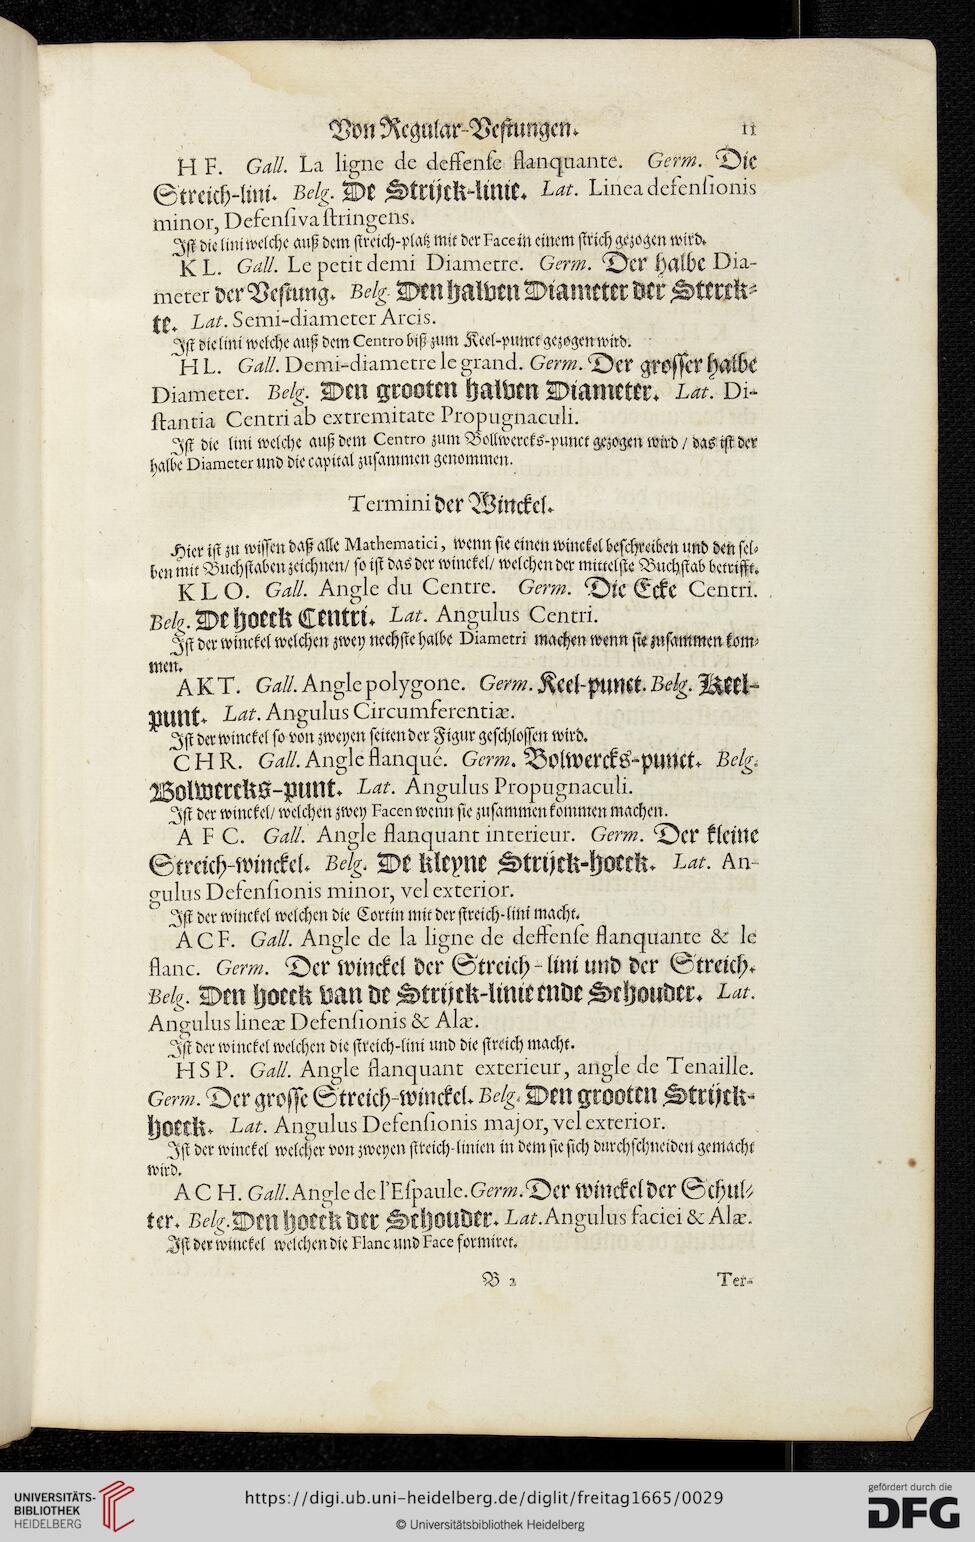 Von Regular-Vestungen. 11
H F. Gall. La ligne de deffenſe flanquante. Germ. Die
Streich-lini. Belg. De Strijck-linie. Lat. Linea defenſionis
minor, Defenſiva ſtringens.
Jſt die lini welche auß dem ſtreich-platz mit der Face in einem ſtrich gezogen wird.
K L. Gall. Le petit demi Diametre. Germ. Der halbe Dia-
meter der Veſtung. Belg. Den halven Diameter der Sterck-
te. Lat. Semi-diameter Arcis.
Jſt die lini welche auß dem Centro biß zum Keel-punct gezogen wird.
H L. Gall. Demi-diametre le grand. Germ. Der groſſer halbe
Diameter. Belg. Den grooten halven Diameter. Lat. Di-
ſtantia Centri ab extremitate Propugnaculi.
Jſt die lini welche auß dem Centro zum Bollwercks-punct gezogen wird / das iſt der
halbe Diameter und die capital zuſammen genommen.
Termini der Winckel.
Hier iſt zu wiſſen daß alle Mathematici, wenn ſie einen winckel beſchreiben und den ſel-
ben mit Buchſtaben zeichnen/ ſo iſt das der winckel/ welchen der mittelſte Buchſtab betrifft.
K L O. Gall. Angle du Centre. Germ. Die Ecke Centri.
Belg. De hoeck Centri. Lat. Angulus Centri.
Jſt der winckel welchen zwey nechſte halbe Diametri machen wenn ſie zuſammen kom-
men.
A K T. Gall. Angle polygone. Germ. Keel-punct. Belg. Keel-
punt. Lat. Angulus Circumferentiæ.
Jſt der winckel ſo von zweyen ſeiten der Figur geſchloſſen wird.
C H R. Gall. Angle flanqué. Germ. Bolwercks-punct. Belg.
Bolwercks-punt. Lat. Angulus Propugnaculi.
Jſt der winckel/ welchen zwey Facen wenn ſie zuſammen kommen machen.
A F C. Gall. Angle flanquant interieur. Germ. Der kleine
Streich-winckel. Belg. De kleyne Strijck-hoeck. Lat. An-
gulus Defenſionis minor, vel exterior.
Jſt der winckel welchen die Cortin mit der ſtreich-lini macht.
A C F. Gall. Angle de la ligne de deffenſe flanquante & le
flanc. Germ. Der winckel der Streich-lini und der Streich.
Belg. Den hoeck van de Strijck-linie ende Schouder. Lat.
Angulus lineæ Defenſionis & Alæ.
Jſt der winckel welchen die ſtreich-lini und die ſtreich macht.
H S P. Gall. Angle flanquant exterieur, angle de Tenaille.
Germ. Der groſſe Streich-winckel. Belg. Den grooten Strijck-
hoeck. Lat. Angulus Defenſionis major, vel exterior.
Jſt der winckel welcher von zweyen ſtreich-linien in dem ſie ſich durchſchneiden gemacht
wird.
A C H. Gall. Angle de l'Eſpaule. Germ. Der winckel der Schul-
ter. Belg. Den hoeck der Schouder. Lat. Angulus faciei & Alæ.
Jſt der winckel welchen die Flanc und Face formiret.
B 2 Ter-
UNIVERSITÄTS-
BIBLIOTHEK
HEIDELBERG
https://digi.ub.uni-heidelberg.de/diglit/freitag1665/0029
© Universitätsbibliothek Heidelberg
gefördert durch die
DFG